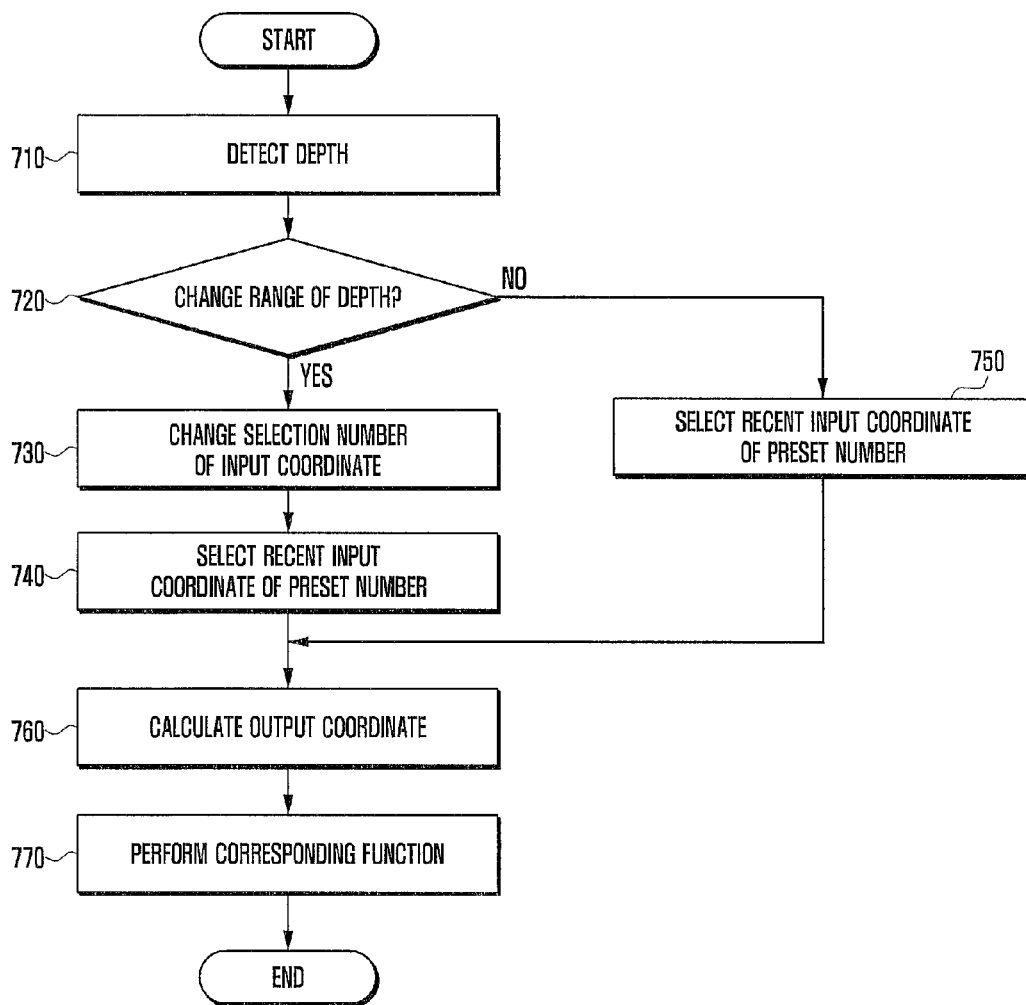 START
710
DETECT DEPTH
720
CHANGE RANGE OF DEPTH?
NO
YES
730
CHANGE SELECTION NUMBER
OF INPUT COORDINATE
750
SELECT RECENT INPUT COORDINATE
OF PRESET NUMBER
740
SELECT RECENT INPUT
COORDINATE OF PRESET NUMBER
760
CALCULATE OUTPUT COORDINATE
770
PERFORM CORRESPONDING FUNCTION
END